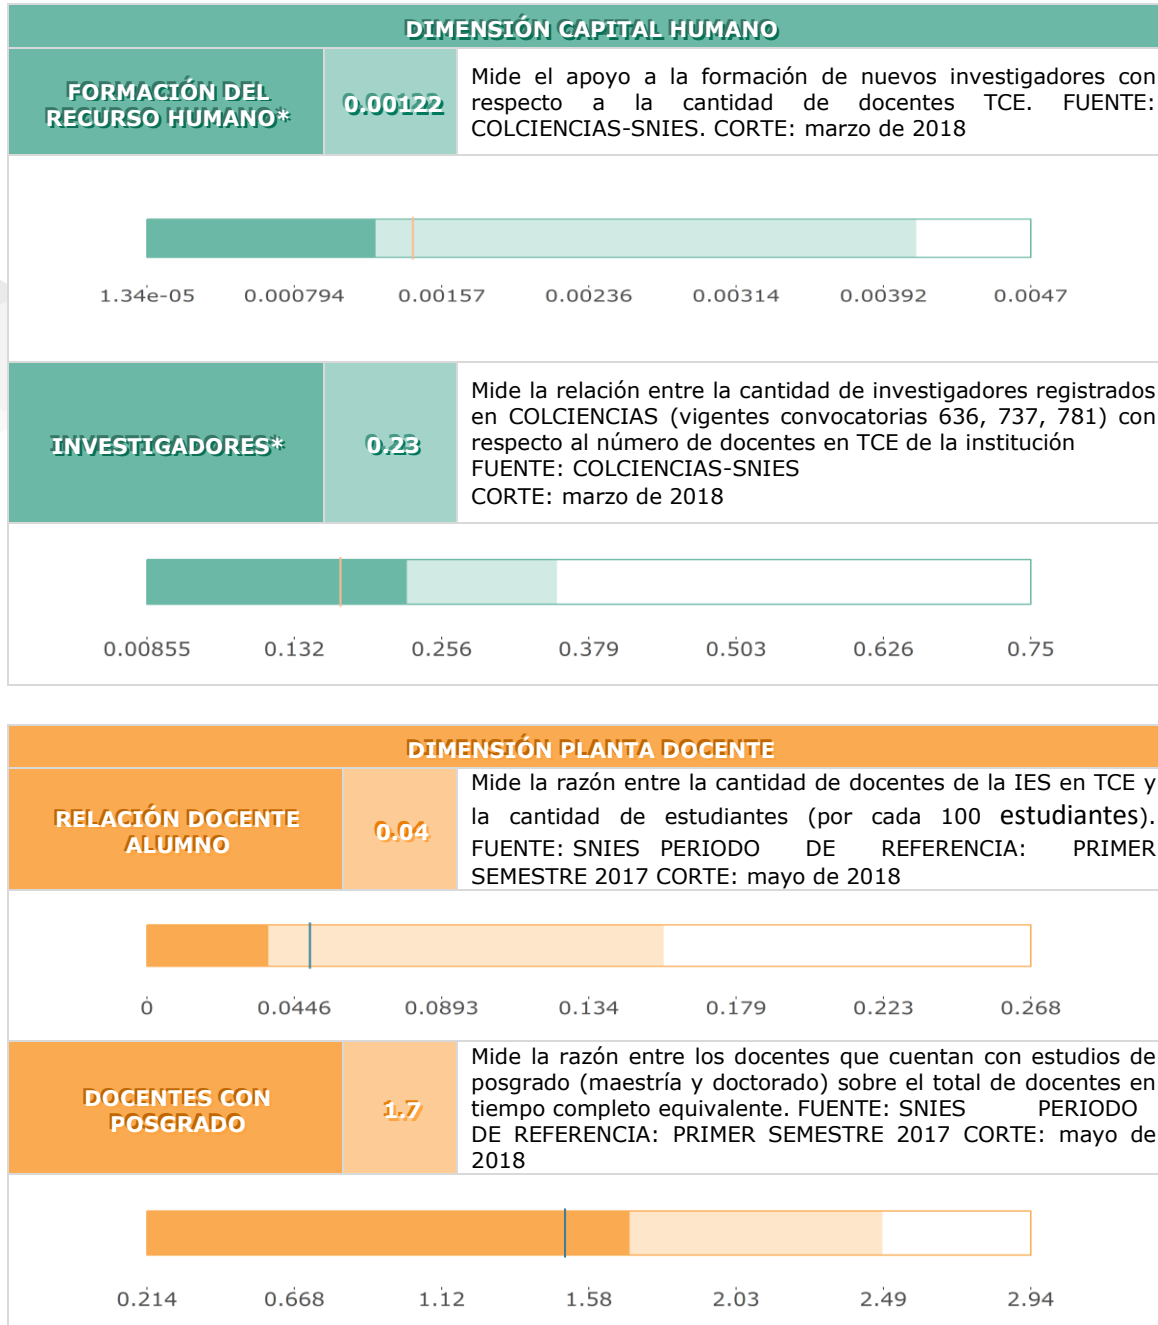 DIMENSIÓN CAPITAL HUMANO
FORMACIÓN DEL
RECURSO HUMANO*
0.00122
Mide el apoyo a la formación de nuevos investigadores con
respecto a la cantidad de docentes TCE. FUENTE:
COLCIENCIAS-SNIES. CORTE: marzo de 2018
1.34e-05 0.000794 0.00157 0.00236 0.00314 0.00392 0.0047
INVESTIGADORES*
0.23
Mide la relación entre la cantidad de investigadores registrados
en COLCIENCIAS (vigentes convocatorias 636, 737, 781) con
respecto al número de docentes en TCE de la institución
FUENTE: COLCIENCIAS-SNIES
CORTE: marzo de 2018
0.00855 0.132 0.256 0.379 0.503 0.626 0.75
DIMENSIÓN PLANTA DOCENTE
RELACIÓN DOCENTE
ALUMNO
0.04
Mide la razón entre la cantidad de docentes de la IES en TCE y
la cantidad de estudiantes (por cada 100 estudiantes).
FUENTE: SNIES PERIODO DE REFERENCIA: PRIMER
SEMESTRE 2017 CORTE: mayo de 2018
0 0.0446 0.0893 0.134 0.179 0.223 0.268
DOCENTES CON
POSGRADO
1.7
Mide la razón entre los docentes que cuentan con estudios de
posgrado (maestría y doctorado) sobre el total de docentes en
tiempo completo equivalente. FUENTE: SNIES PERIODO
DE REFERENCIA: PRIMER SEMESTRE 2017 CORTE: mayo de
2018
0.214 0.668 1.12 1.58 2.03 2.49 2.94